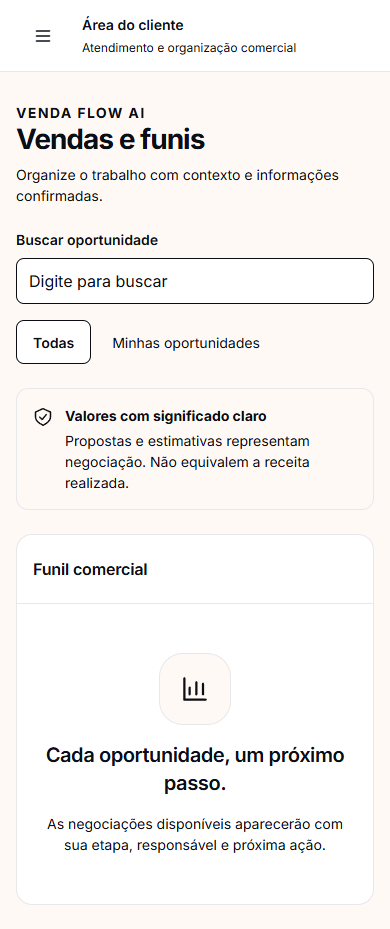 Área do cliente
Atendimento e organização comercial
VENDA FLOW AI
Vendas e funis
Organize o trabalho com contexto e informações
confirmadas.
Buscar oportunidade
Digite para buscar
Todas
Minhas oportunidades
Valores com significado claro
Propostas e estimativas representam
negociação. Não equivalem a receita
realizada.
Funil comercial
Cada oportunidade, um próximo
passo.
As negociações disponíveis aparecerão com
sua etapa, responsável e próxima ação.